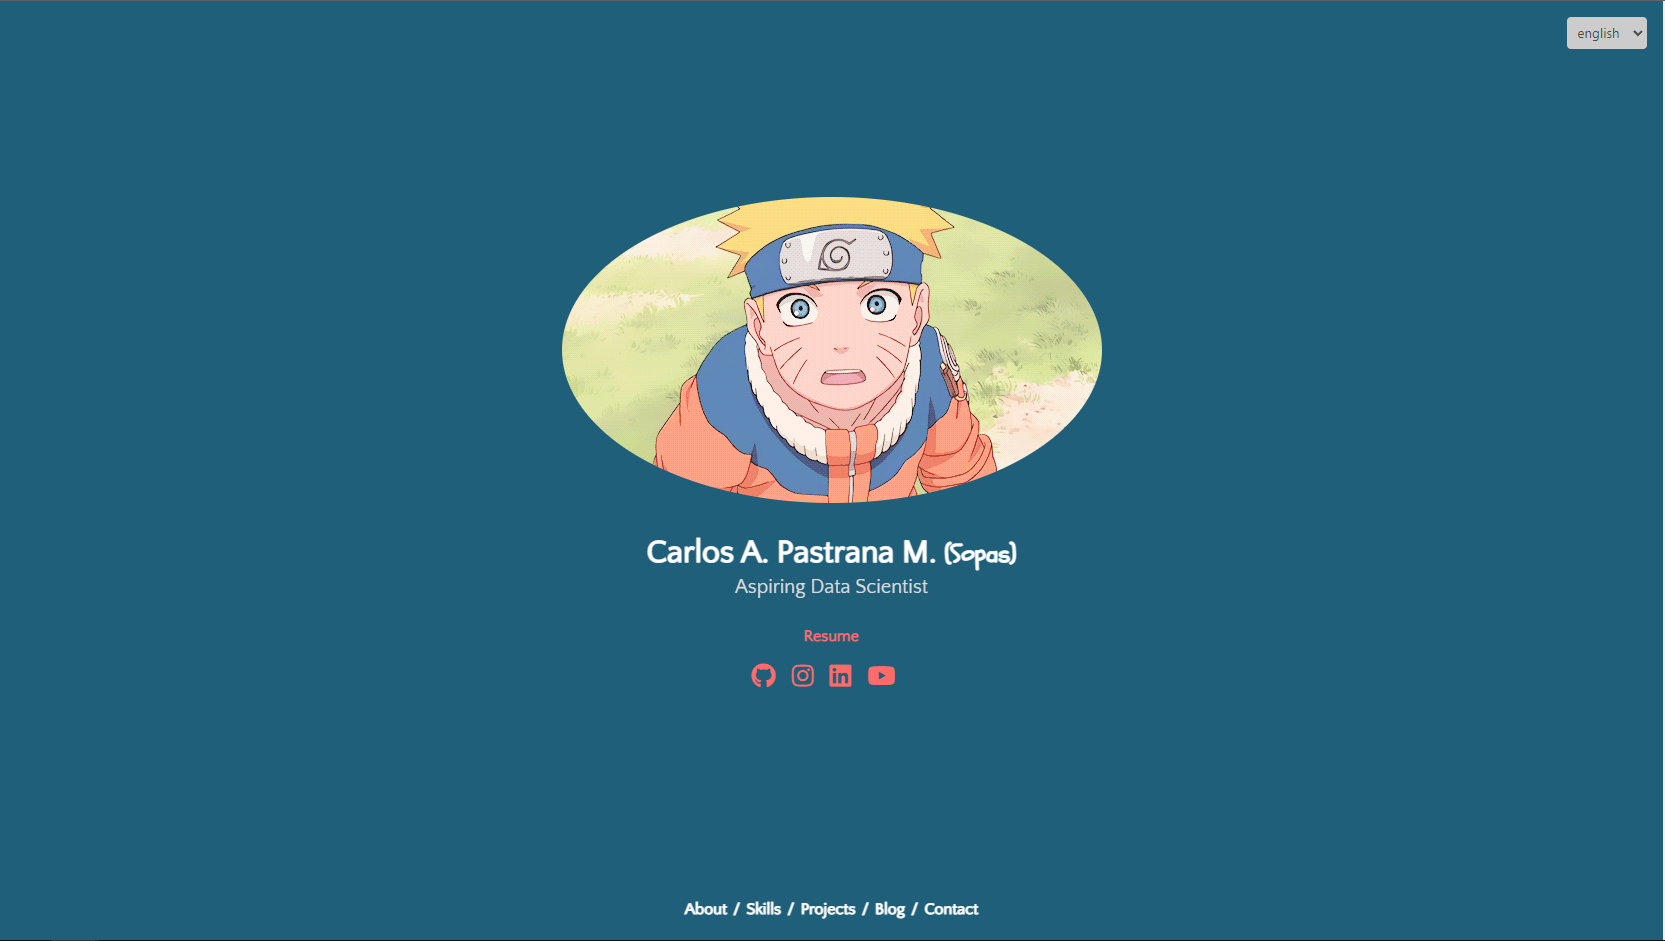 english
Carlos A. Pastrana M. (Sopas)
Aspiring Data Scientist
Resume
About / Skills / Projects / Blog / Contact